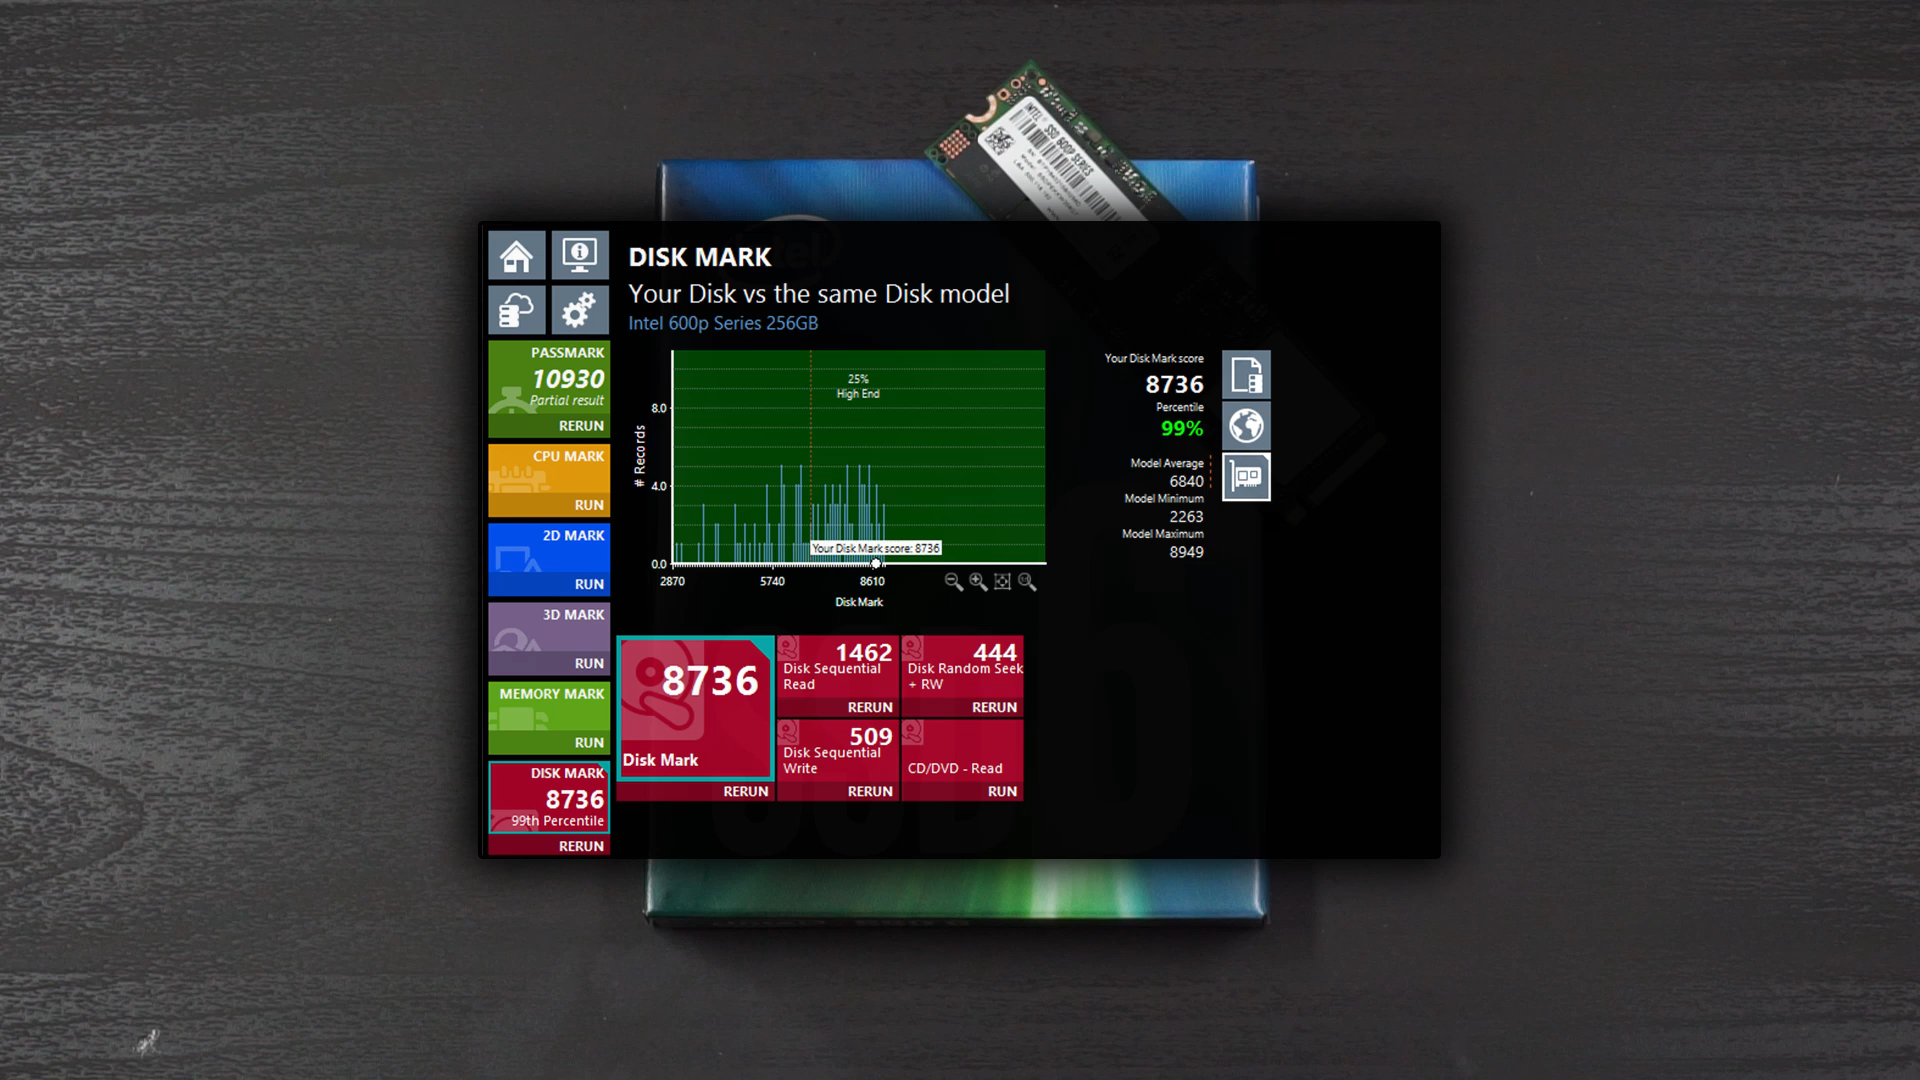 INTEL® SSD 600P SERIES
DISK MARK
Your Disk vs the same Disk model
Intel 600p Series 256GB
PASSMARK
10930
Partial result
RERUN
CPU MARK
RUN
2D MARK
RUN
3D MARK
RUN
MEMORY MARK
RUN
DISK MARK
8736
99th Percentile
RERUN
# Records
8.0
4.0
0.0
25%
High End
Your Disk Mark score: 8736
2870
5740
8610
Disk Mark
Your Disk Mark score
8736
Percentile
99%
Model Average
6840
Model Minimum
2263
Model Maximum
8949
8736
Disk Mark
RERUN
1462
Disk Sequential
Read
RERUN
444
Disk Random Seek
+ RW
RERUN
509
Disk Sequential
Write
RERUN
CD/DVD - Read
RUN